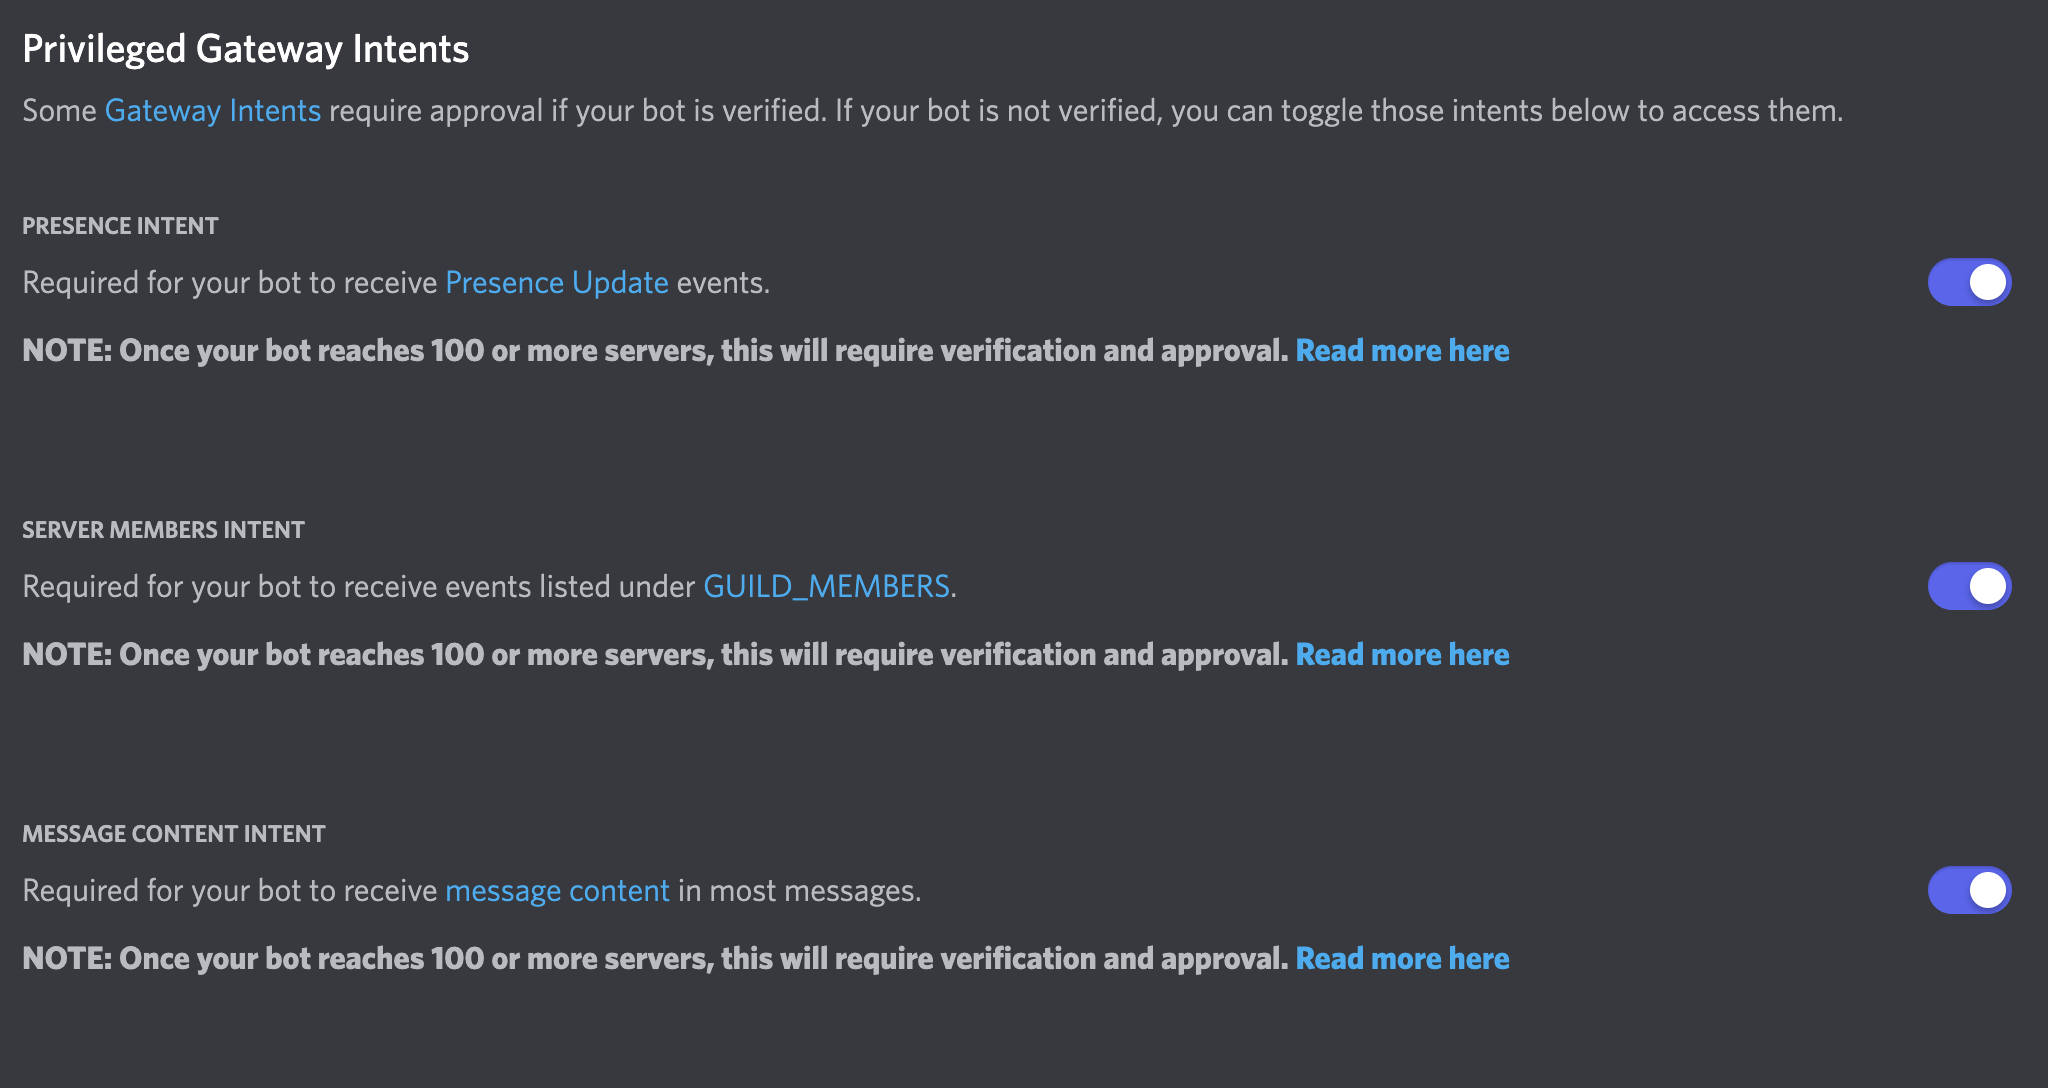 Privileged Gateway Intents
Some Gateway Intents require approval if your bot is verified. If your bot is not verified, you can toggle those intents below to access them.
PRESENCE INTENT
Required for your bot to receive Presence Update events.
NOTE: Once your bot reaches 100 or more servers, this will require verification and approval. Read more here
SERVER MEMBERS INTENT
Required for your bot to receive events listed under GUILD_MEMBERS.
NOTE: Once your bot reaches 100 or more servers, this will require verification and approval. Read more here
MESSAGE CONTENT INTENT
Required for your bot to receive message content in most messages.
NOTE: Once your bot reaches 100 or more servers, this will require verification and approval. Read more here